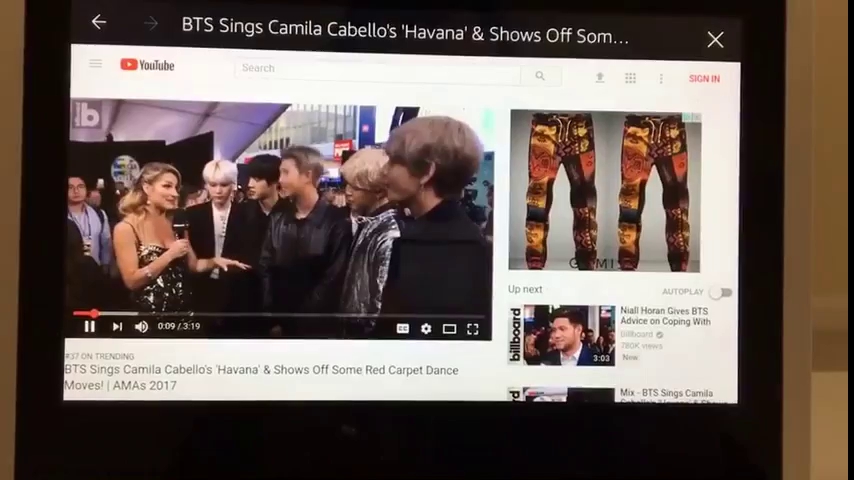 BTS Sings Camila Cabello's 'Havana' & Shows Off Som...
YouTube
Search
SIGN IN
b
0:09 / 3:19
CC
#37 ON TRENDING
BTS Sings Camila Cabello's 'Havana' & Shows Off Some Red Carpet Dance
Moves! | AMAs 2017
Up next
AUTOPLAY
billboard
3:03
Niall Horan Gives BTS
Advice on Coping With
Billboard
780K views
New
Mix - BTS Sings Camila